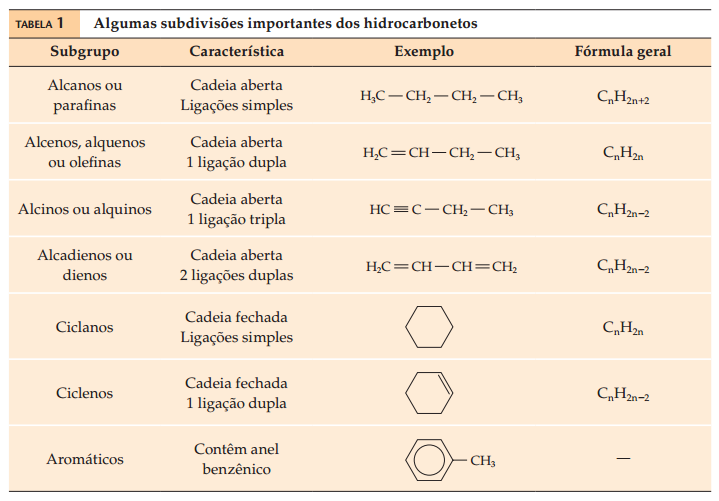 TABELA 1 Algumas subdivisões importantes dos hidrocarbonetos
Subgrupo Característica Exemplo Fórmula geral
Alcanos ou
parafinas
Cadeia aberta
Ligações simples
H₃C — CH₂ — CH₂ — CH₃
CₙH₂ₙ₊₂
Alcenos, alquenos
ou olefinas
Cadeia aberta
1 ligação dupla
H₂C = CH — CH₂ — CH₃
CₙH₂ₙ
Alcinos ou alquinos
Cadeia aberta
1 ligação tripla
HC ≡ C — CH₂ — CH₃
CₙH₂ₙ₋₂
Alcadienos ou
dienos
Cadeia aberta
2 ligações duplas
H₂C = CH — CH = CH₂
CₙH₂ₙ₋₂
Ciclanos
Cadeia fechada
Ligações simples
CₙH₂ₙ
Ciclenos
Cadeia fechada
1 ligação dupla
CₙH₂ₙ₋₂
Aromáticos
Contêm anel
benzênico
CH₃
—